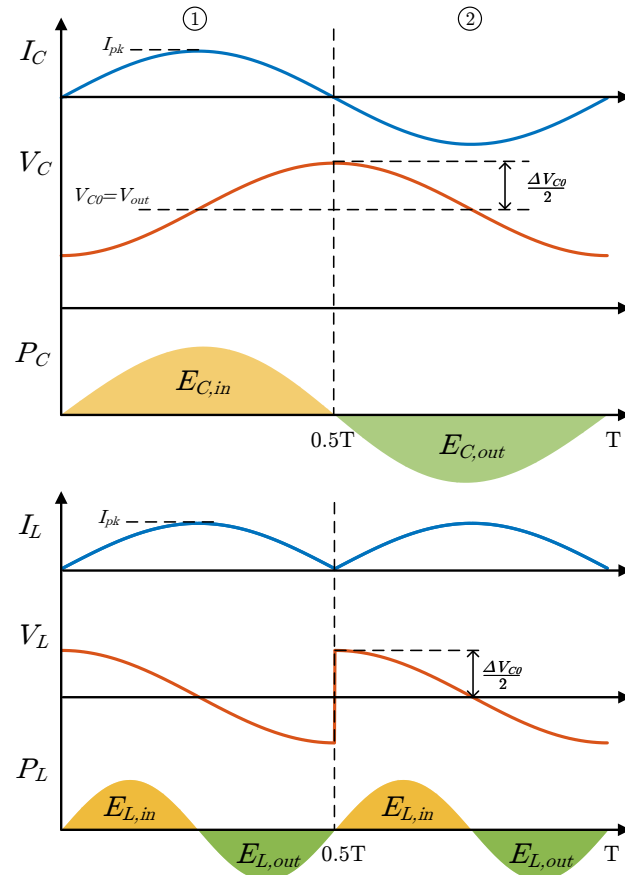 ① ②
I_C I_pk
V_C
V_C0=V_out
ΔV_C0
2
P_C
E_C,in
E_C,out
0.5T T
I_L I_pk
V_L
ΔV_C0
2
P_L
E_L,in E_L,in
E_L,out E_L,out
0.5T T